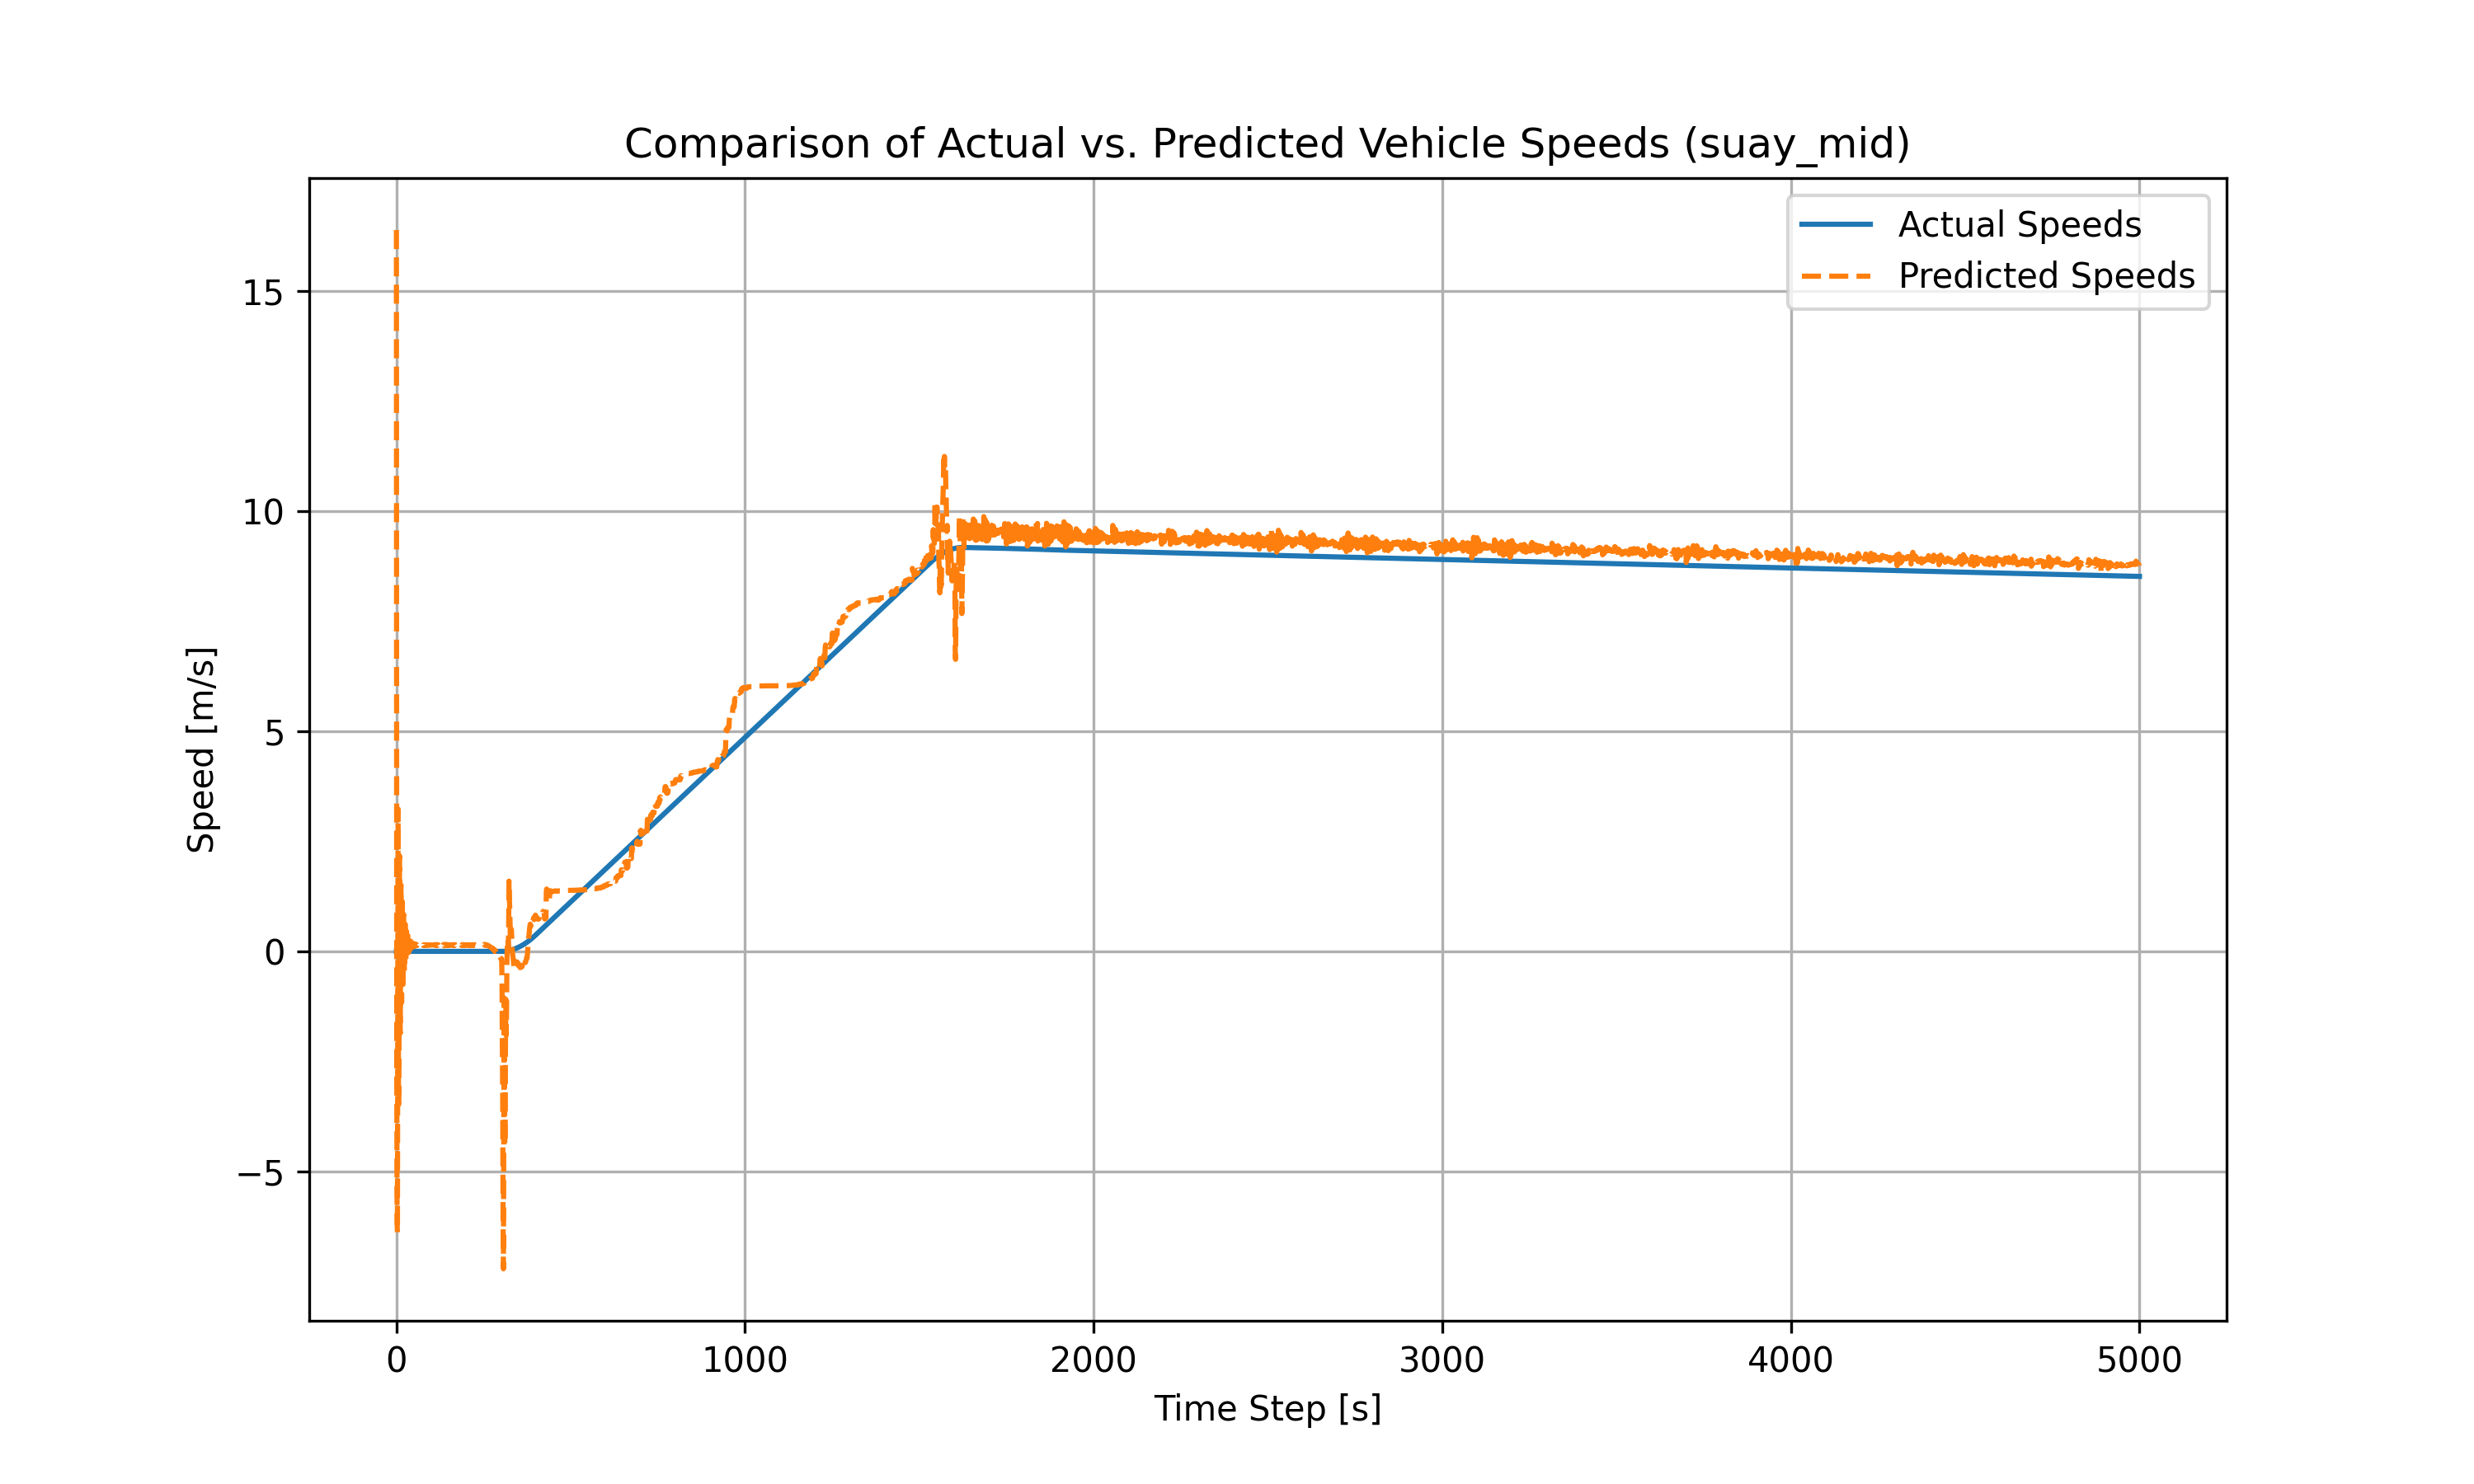 Comparison of Actual vs. Predicted Vehicle Speeds (suay_mid)
Actual Speeds
Predicted Speeds
Speed [m/s]
15
10
5
0
−5
0 1000 2000 3000 4000 5000
Time Step [s]